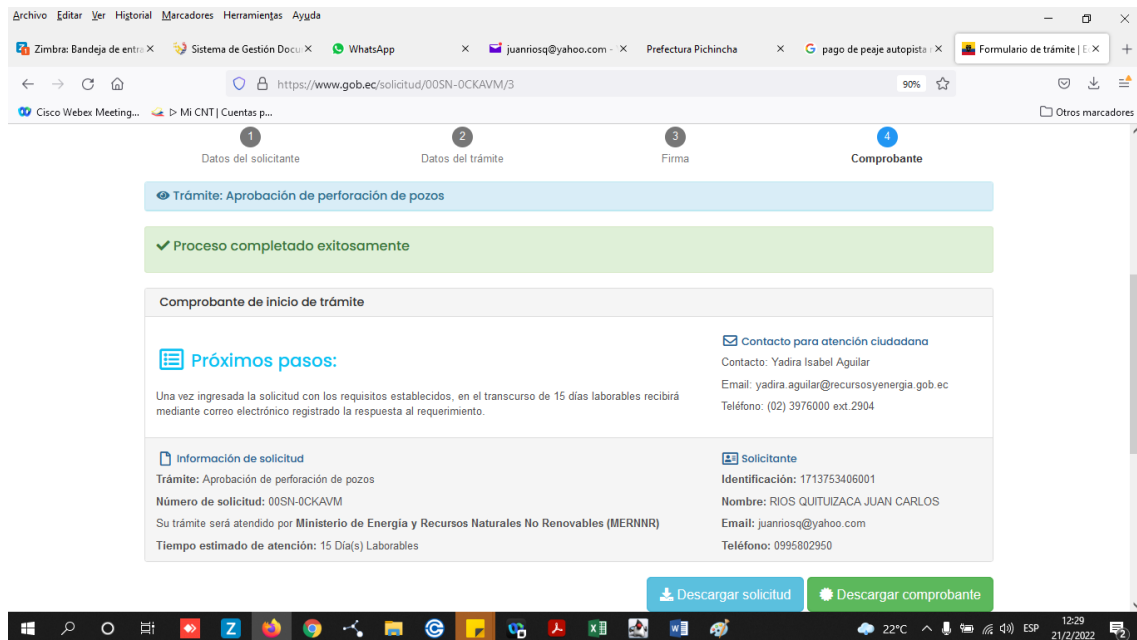 Archivo Editar Ver Historial Marcadores Herramientas Ayuda
Zimbra: Bandeja de entra Sistema de Gestión Docu WhatsApp juanriosq@yahoo.com - Prefectura Pichincha pago de peaje autopista r Formulario de trámite | E
https://www.gob.ec/solicitud/00SN-0CKAVM/3 90%
Cisco Webex Meeting... ▷ Mi CNT | Cuentas p... Otros marcadores
1 2 3 4
Datos del solicitante Datos del trámite Firma Comprobante
Trámite: Aprobación de perforación de pozos
Proceso completado exitosamente
Comprobante de inicio de trámite
Próximos pasos:
Una vez ingresada la solicitud con los requisitos establecidos, en el transcurso de 15 días laborables recibirá
mediante correo electrónico registrado la respuesta al requerimiento.
Contacto para atención ciudadana
Contacto: Yadira Isabel Aguilar
Email: yadira.aguilar@recursosyenergia.gob.ec
Teléfono: (02) 3976000 ext.2904
Información de solicitud
Trámite: Aprobación de perforación de pozos
Número de solicitud: 00SN-0CKAVM
Su trámite será atendido por Ministerio de Energía y Recursos Naturales No Renovables (MERNNR)
Tiempo estimado de atención: 15 Día(s) Laborables
Solicitante
Identificación: 1713753406001
Nombre: RIOS QUITUIZACA JUAN CARLOS
Email: juanriosq@yahoo.com
Teléfono: 0995802950
Descargar solicitud Descargar comprobante
22°C ESP 12:29
21/2/2022